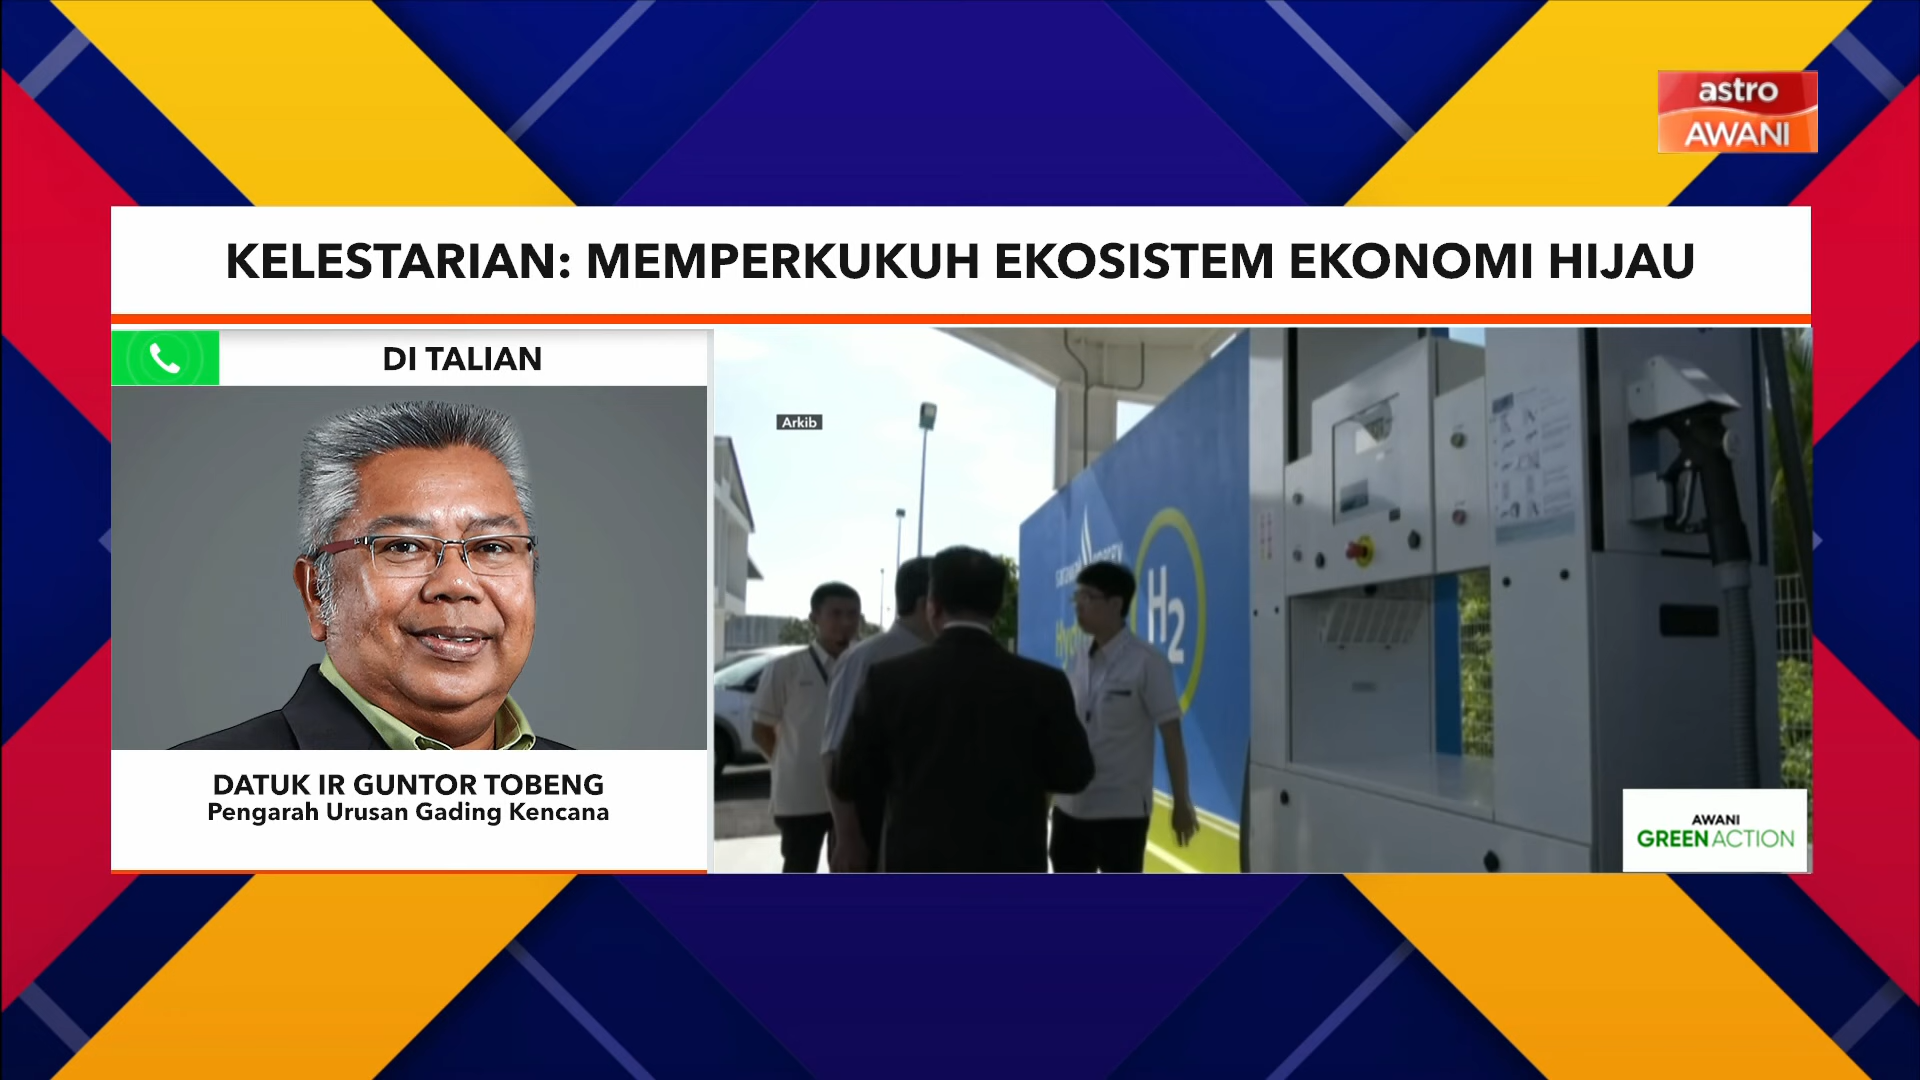 astro
AWANI
KELESTARIAN: MEMPERKUKUH EKOSISTEM EKONOMI HIJAU
DI TALIAN
Arkib
H2
DATUK IR GUNTOR TOBENG
Pengarah Urusan Gading Kencana
AWANI
GREENACTION